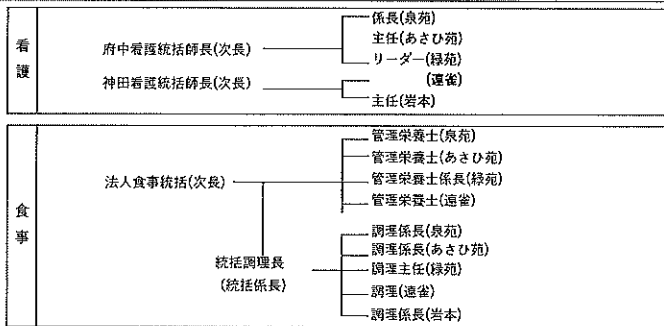 看護
府中看護統括師長(次長)
係長(泉苑)
主任(あさひ苑)
リーダー(緑苑)
神田看護統括師長(次長)
(遠雀)
主任(岩本)
食事
法人食事統括(次長)
管理栄養士(泉苑)
管理栄養士(あさひ苑)
管理栄養士係長(緑苑)
管理栄養士(遠雀)
統括調理長
(統括係長)
調理係長(泉苑)
調理係長(あさひ苑)
調理主任(緑苑)
調理(遠雀)
調理係長(岩本)